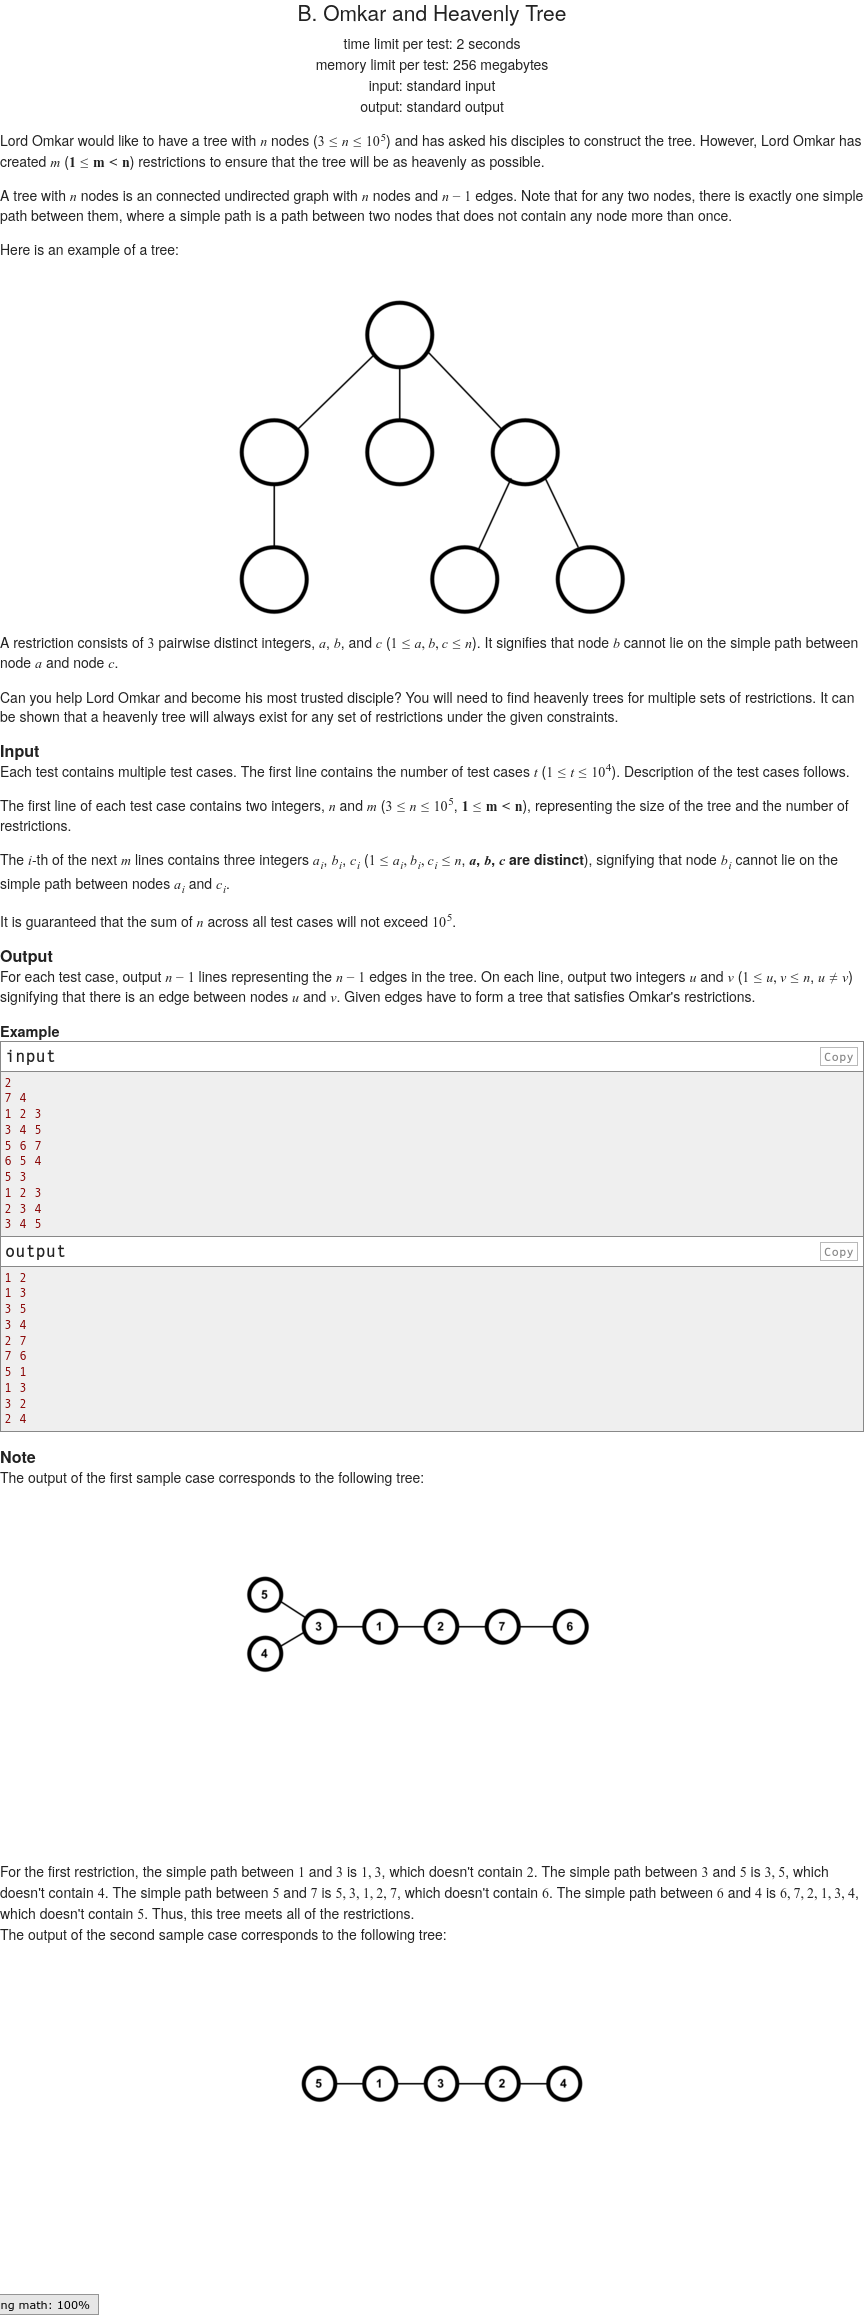 B. Omkar and Heavenly Tree
time limit per test: 2 seconds
memory limit per test: 256 megabytes
input: standard input
output: standard output
Lord Omkar would like to have a tree with n nodes (3 ≤ n ≤ 10^5) and has asked his disciples to construct the tree. However, Lord Omkar has
created m (1 ≤ m < n) restrictions to ensure that the tree will be as heavenly as possible.
A tree with n nodes is an connected undirected graph with n nodes and n − 1 edges. Note that for any two nodes, there is exactly one simple
path between them, where a simple path is a path between two nodes that does not contain any node more than once.
Here is an example of a tree:
A restriction consists of 3 pairwise distinct integers, a, b, and c (1 ≤ a, b, c ≤ n). It signifies that node b cannot lie on the simple path between
node a and node c.
Can you help Lord Omkar and become his most trusted disciple? You will need to find heavenly trees for multiple sets of restrictions. It can
be shown that a heavenly tree will always exist for any set of restrictions under the given constraints.
Input
Each test contains multiple test cases. The first line contains the number of test cases t (1 ≤ t ≤ 10^4). Description of the test cases follows.
The first line of each test case contains two integers, n and m (3 ≤ n ≤ 10^5, 1 ≤ m < n), representing the size of the tree and the number of
restrictions.
The i-th of the next m lines contains three integers a_i, b_i, c_i (1 ≤ a_i, b_i, c_i ≤ n, a, b, c are distinct), signifying that node b_i cannot lie on the
simple path between nodes a_i and c_i.
It is guaranteed that the sum of n across all test cases will not exceed 10^5.
Output
For each test case, output n − 1 lines representing the n − 1 edges in the tree. On each line, output two integers u and v (1 ≤ u, v ≤ n, u ≠ v)
signifying that there is an edge between nodes u and v. Given edges have to form a tree that satisfies Omkar's restrictions.
Example
input Copy
2
7 4
1 2 3
3 4 5
5 6 7
6 5 4
5 3
1 2 3
2 3 4
3 4 5
output Copy
1 2
1 3
3 5
3 4
2 7
7 6
5 1
1 3
3 2
2 4
Note
The output of the first sample case corresponds to the following tree:
5
3 1 2 7 6
4
For the first restriction, the simple path between 1 and 3 is 1, 3, which doesn't contain 2. The simple path between 3 and 5 is 3, 5, which
doesn't contain 4. The simple path between 5 and 7 is 5, 3, 1, 2, 7, which doesn't contain 6. The simple path between 6 and 4 is 6, 7, 2, 1, 3, 4,
which doesn't contain 5. Thus, this tree meets all of the restrictions.
The output of the second sample case corresponds to the following tree:
5 1 3 2 4
ng math: 100%